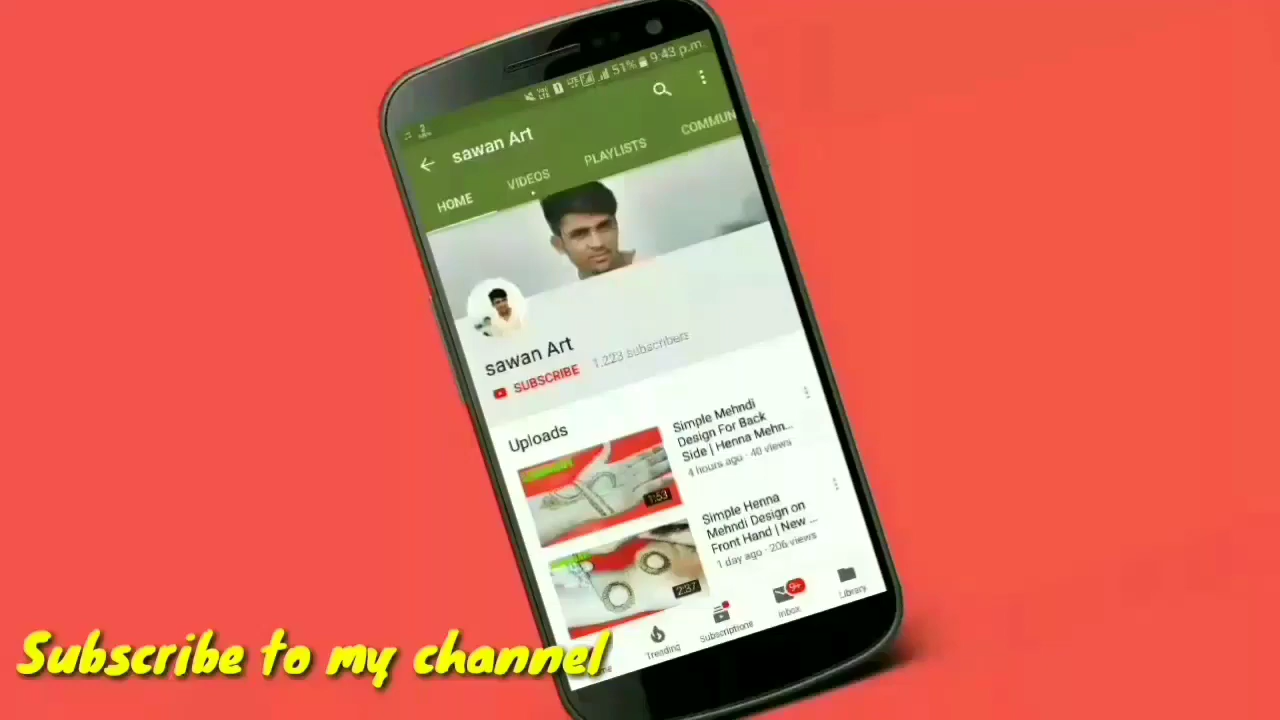 51% 9:43 p.m.
sawan Art
HOME VIDEOS PLAYLISTS COMMUN
sawan Art
SUBSCRIBE 1,223 subscribers
Uploads
Simple Mehndi
Design For Back
Side | Henna Mehn...
4 hours ago · 40 views
1:53
Simple Henna
Mehndi Design on
Front Hand | New ...
1 day ago · 206 views
2:37
Trending
Subscriptions
9+
Inbox
Library
Subscribe to my channel